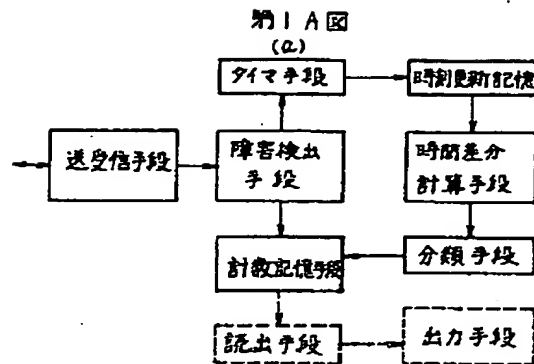 第1A図
(a)
タイマ手段
時刻更新記憶
送受信手段
障害検出
手段
時間差分
計算手段
計数記憶手段
分類手段
読出手段
出力手段